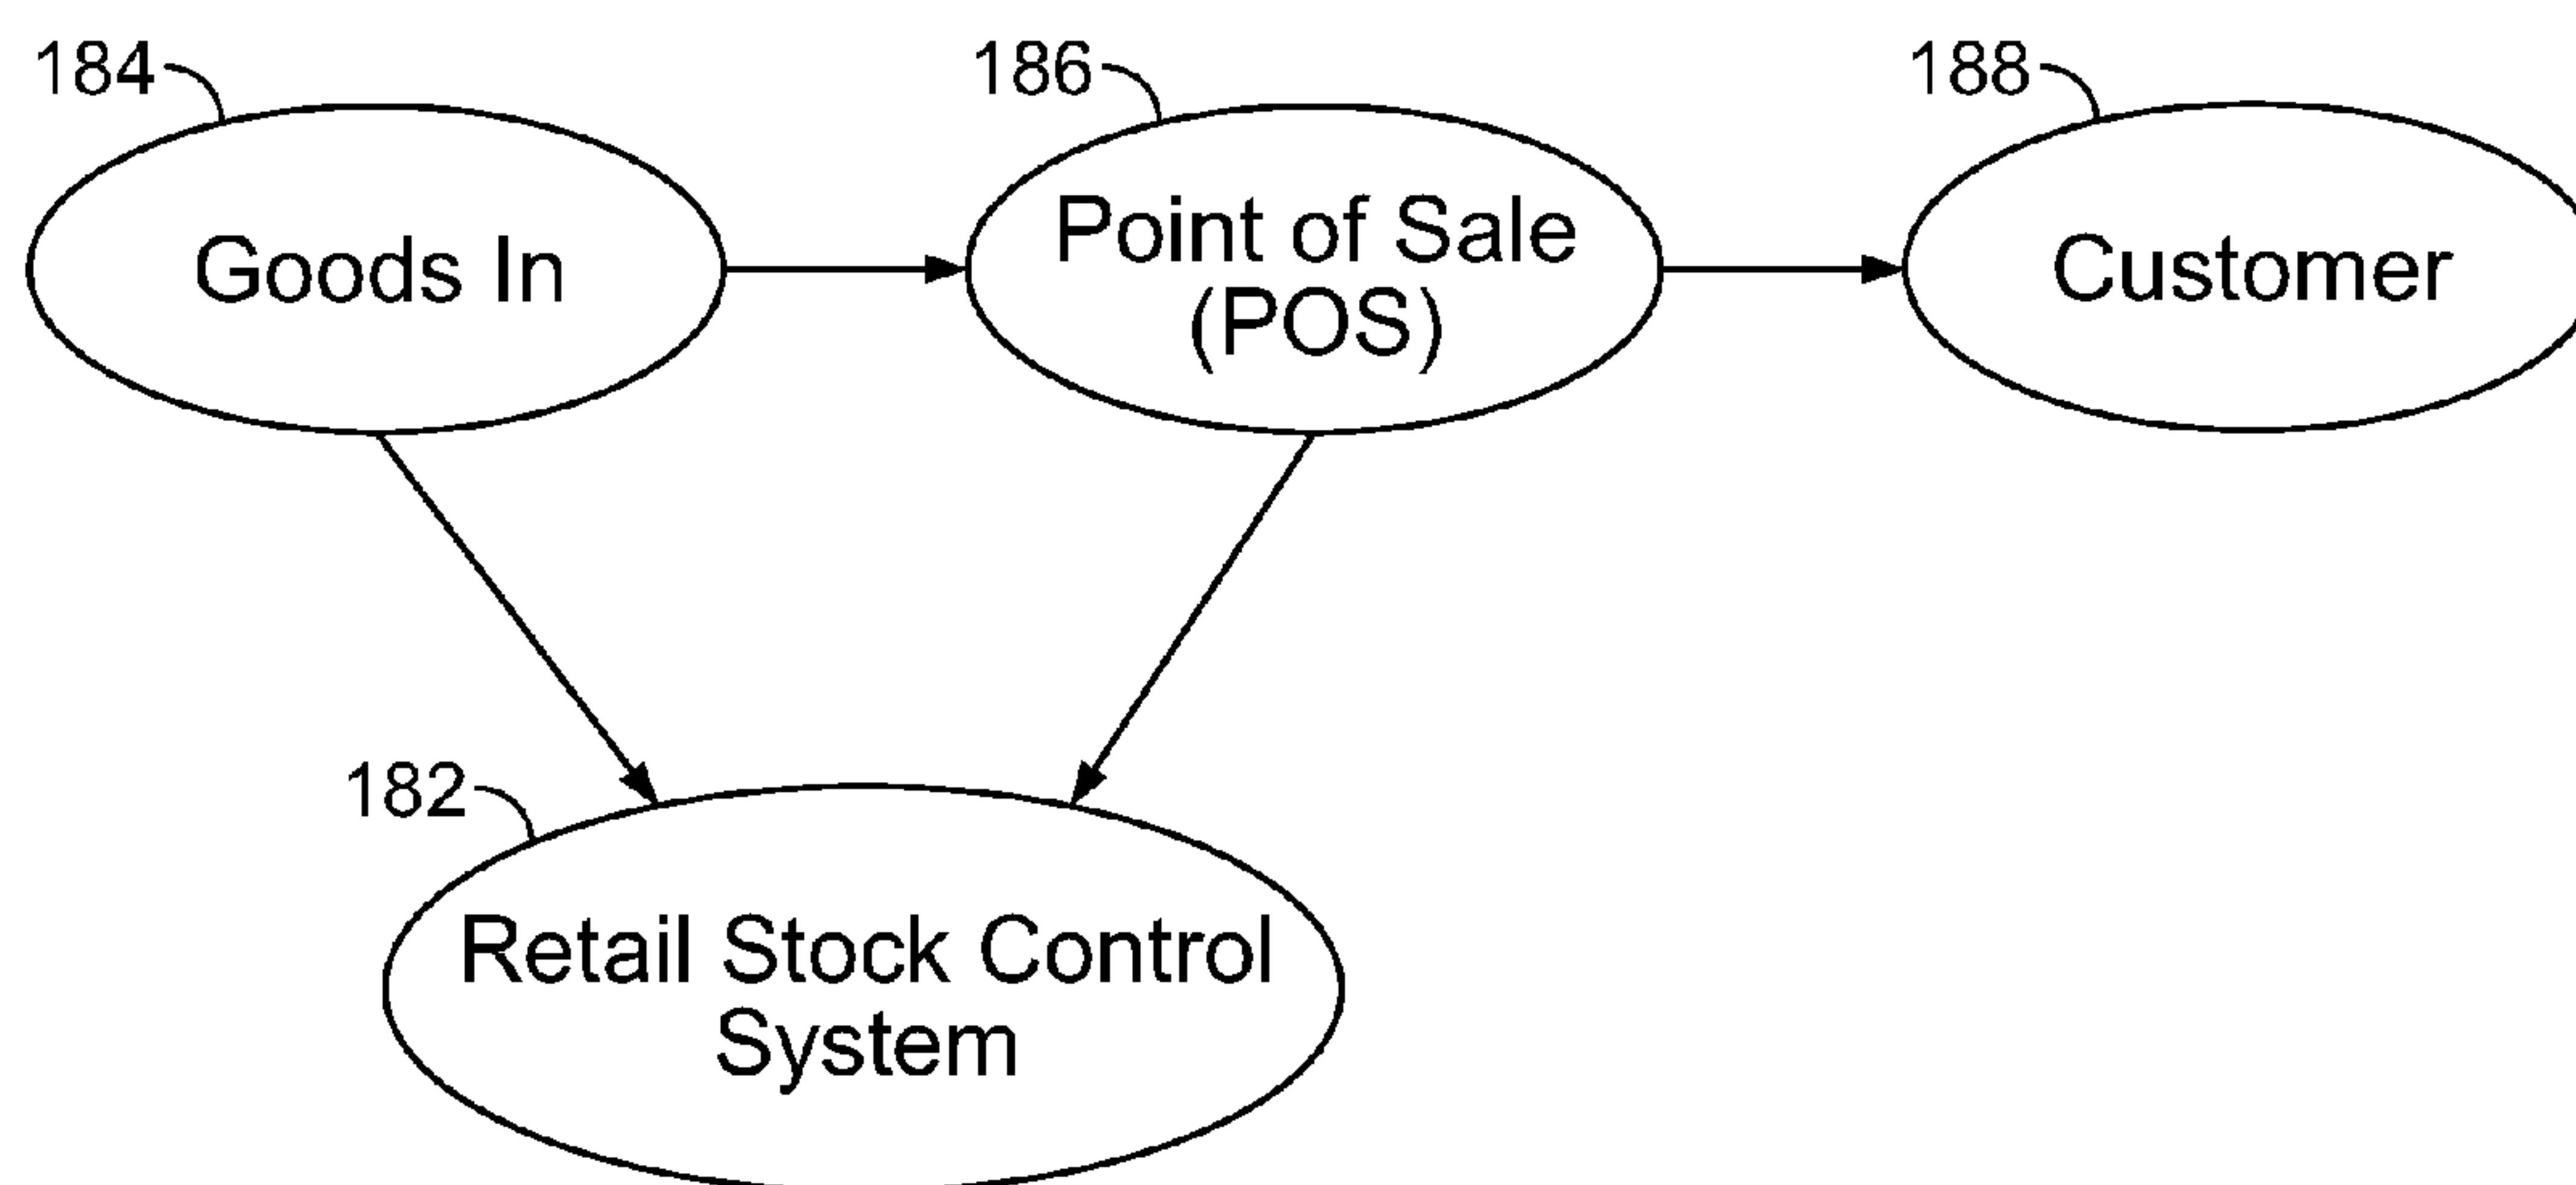 184
186
188
Goods In
Point of Sale
(POS)
Customer
182
Retail Stock Control
System